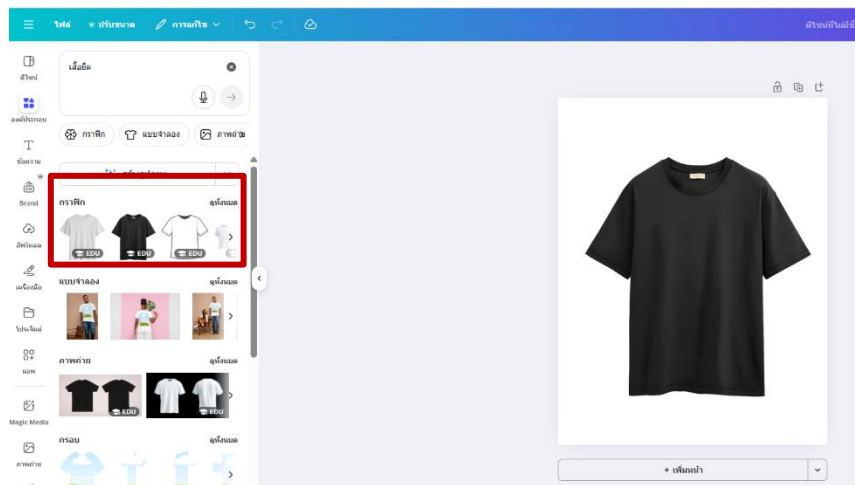 ไฟล์ ปรับขนาด การแก้ไข
ดีไซน์
องค์ประกอบ
ข้อความ
Brand
อัพโหลด
เครื่องมือ
โปรเจ็คต์
แอพ
Magic Media
ภาพถ่าย
เสื้อยืด
กราฟิก แบบจำลอง ภาพถ่าย
กราฟิก ดูทั้งหมด
EDU EDU EDU
แบบจำลอง ดูทั้งหมด
ภาพถ่าย ดูทั้งหมด
EDU EDU
กรอบ ดูทั้งหมด
+ เพิ่มหน้า